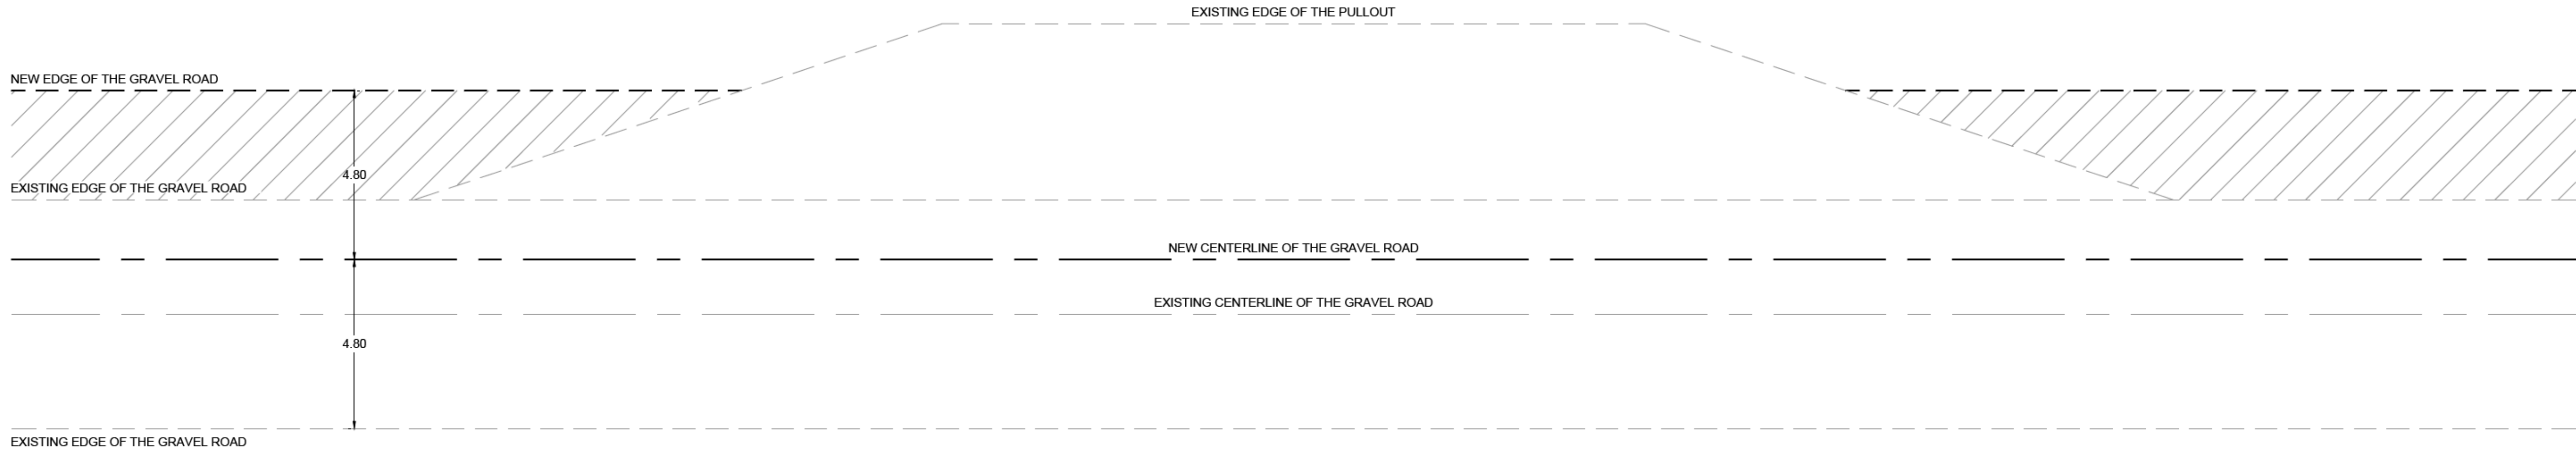 EXISTING EDGE OF THE PULLOUT
NEW EDGE OF THE GRAVEL ROAD
4.80
EXISTING EDGE OF THE GRAVEL ROAD
NEW CENTERLINE OF THE GRAVEL ROAD
EXISTING CENTERLINE OF THE GRAVEL ROAD
4.80
EXISTING EDGE OF THE GRAVEL ROAD